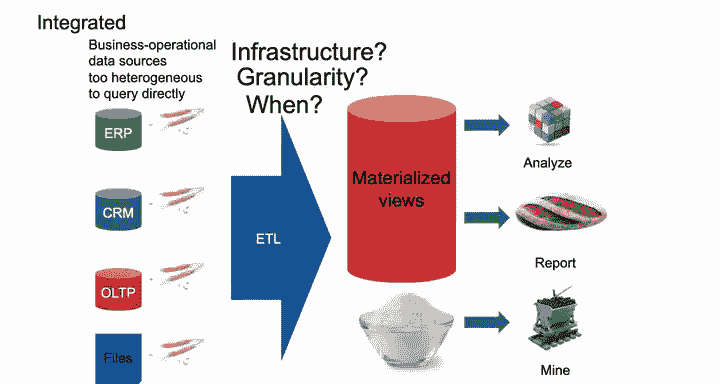 Integrated
Business-operational
data sources
too heterogeneous
to query directly
Infrastructure?
Granularity?
When?
ERP
CRM
OLTP
Files
ETL
Materialized
views
Analyze
Report
Mine